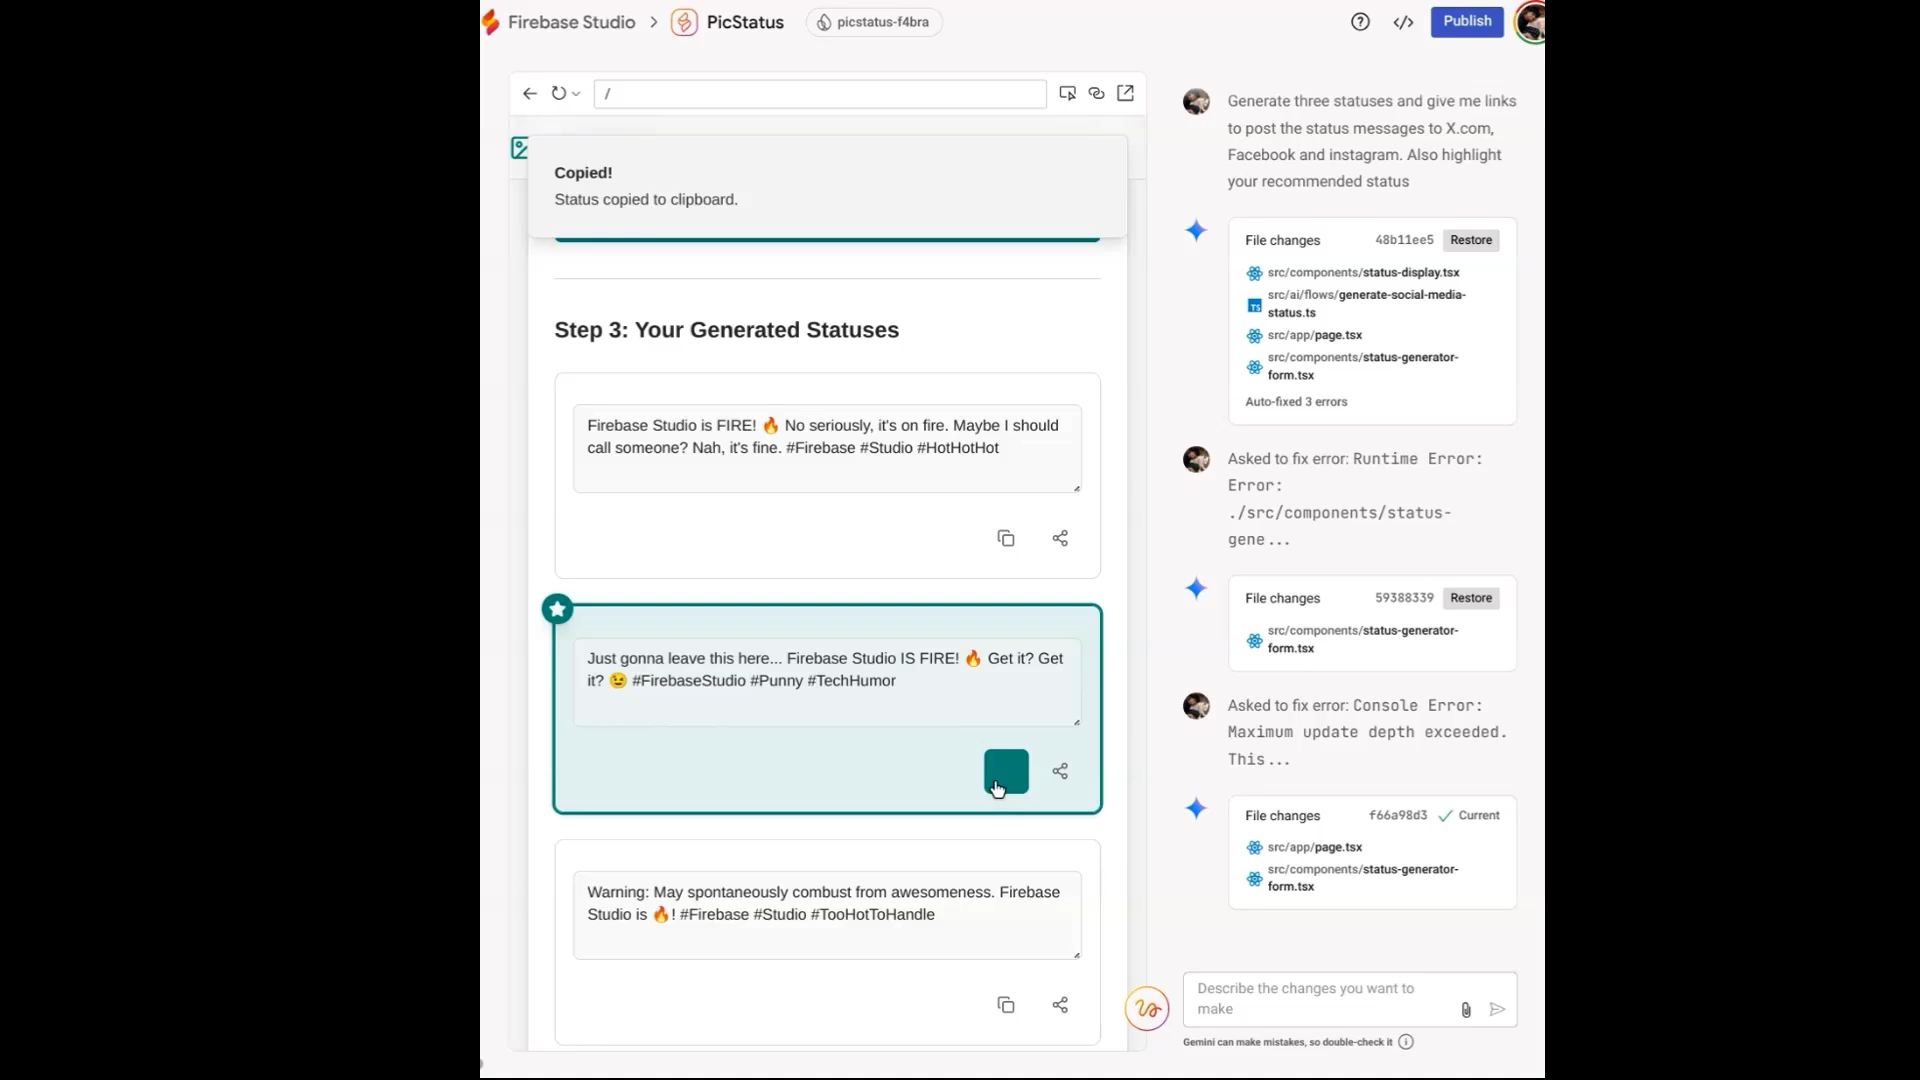 Firebase Studio > PicStatus picstatus-f4bra
Publish
/
Copied!
Status copied to clipboard.
Step 3: Your Generated Statuses
Firebase Studio is FIRE! 🔥 No seriously, it's on fire. Maybe I should
call someone? Nah, it's fine. #Firebase #Studio #HotHotHot
Just gonna leave this here... Firebase Studio IS FIRE! 🔥 Get it? Get
it? 😉 #FirebaseStudio #Punny #TechHumor
Warning: May spontaneously combust from awesomeness. Firebase
Studio is 🔥! #Firebase #Studio #TooHotToHandle
Generate three statuses and give me links
to post the status messages to X.com,
Facebook and instagram. Also highlight
your recommended status
File changes 48b11ee5 Restore
src/components/status-display.tsx
TS src/ai/flows/generate-social-media-
status.ts
src/app/page.tsx
src/components/status-generator-
form.tsx
Auto-fixed 3 errors
Asked to fix error: Runtime Error:
Error:
./src/components/status-
gene...
File changes 59388339 Restore
src/components/status-generator-
form.tsx
Asked to fix error: Console Error:
Maximum update depth exceeded.
This...
File changes f66a98d3 Current
src/app/page.tsx
src/components/status-generator-
form.tsx
Describe the changes you want to
make
Gemini can make mistakes, so double-check it